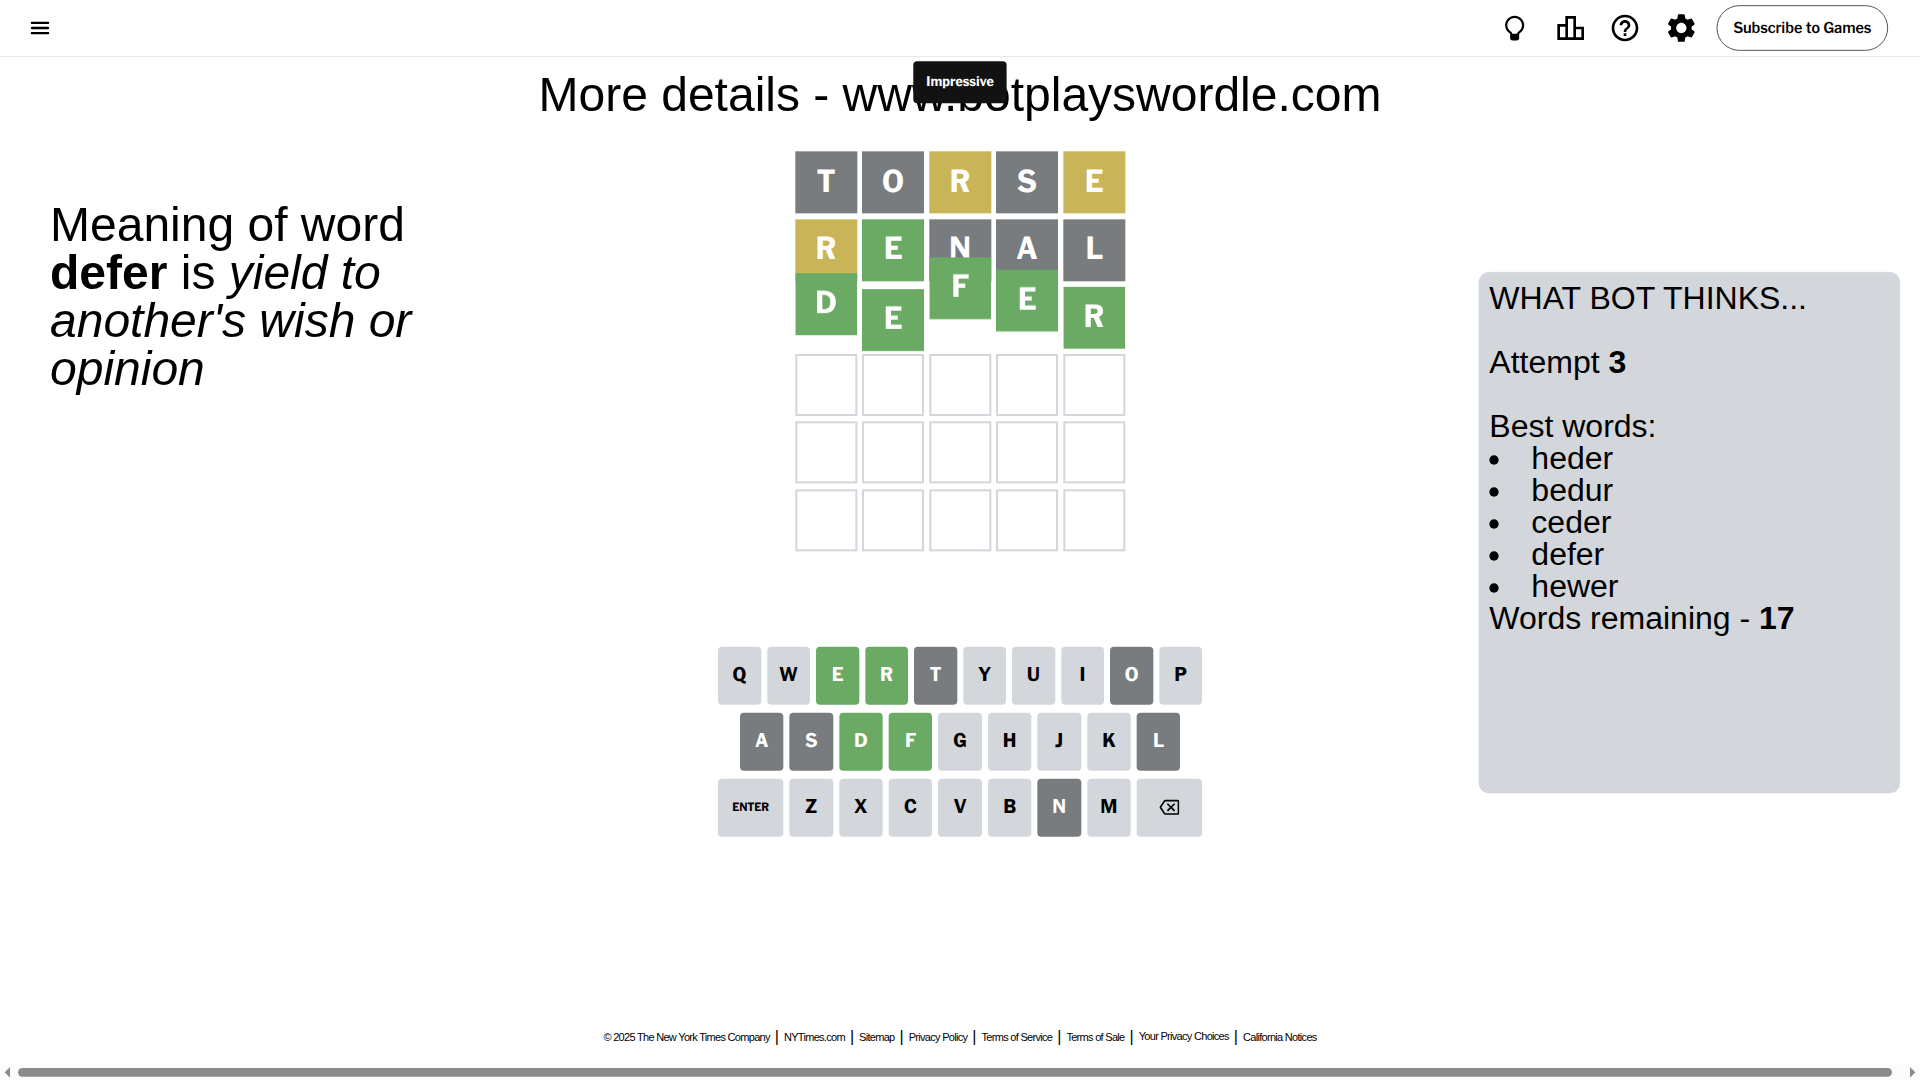 Subscribe to Games
Impressive
More details - www.botplayswordle.com
Meaning of word
defer is yield to
another's wish or
opinion
T O R S E
R E N A L
D E F E R
WHAT BOT THINKS...
Attempt 3
Best words:
heder
bedur
ceder
defer
hewer
Words remaining - 17
Q W E R T Y U I O P
A S D F G H J K L
ENTER Z X C V B N M
© 2025 The New York Times Company | NYTimes.com | Sitemap | Privacy Policy | Terms of Service | Terms of Sale | Your Privacy Choices | California Notices